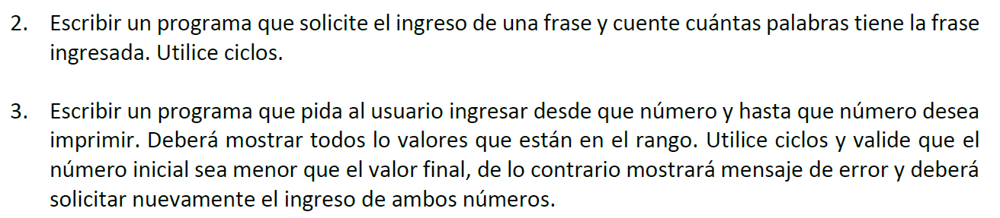 2. Escribir un programa que solicite el ingreso de una frase y cuente cuántas palabras tiene la frase
ingresada. Utilice ciclos.
3. Escribir un programa que pida al usuario ingresar desde que número y hasta que número desea
imprimir. Deberá mostrar todos lo valores que están en el rango. Utilice ciclos y valide que el
número inicial sea menor que el valor final, de lo contrario mostrará mensaje de error y deberá
solicitar nuevamente el ingreso de ambos números.